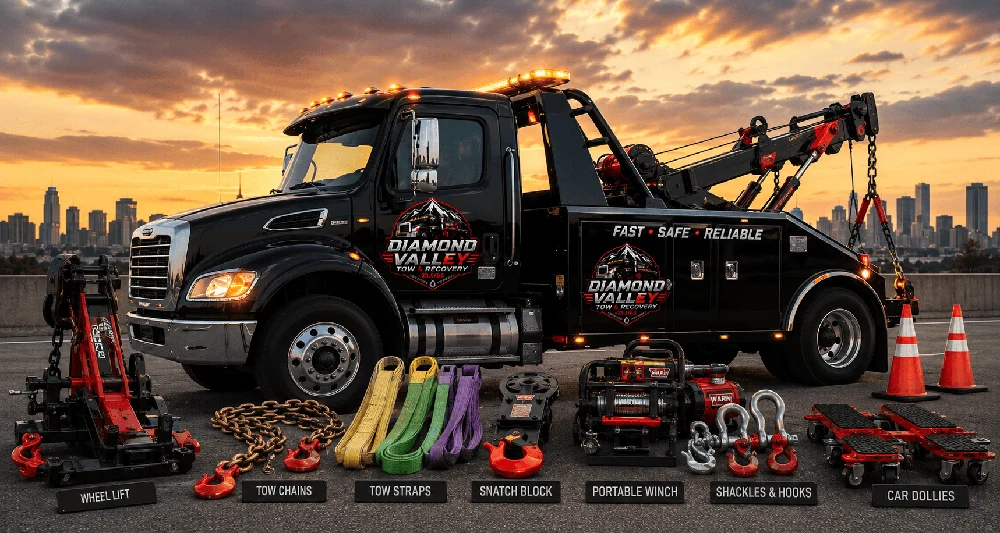 FAST • SAFE • RELIABLE
DIAMOND
VALLEY
TOW & RECOVERY
DIAMOND
VALLEY
TOW & RECOVERY
WARN
WHEEL LIFT
TOW CHAINS
TOW STRAPS
SNATCH BLOCK
PORTABLE WINCH
SHACKLES & HOOKS
CAR DOLLIES